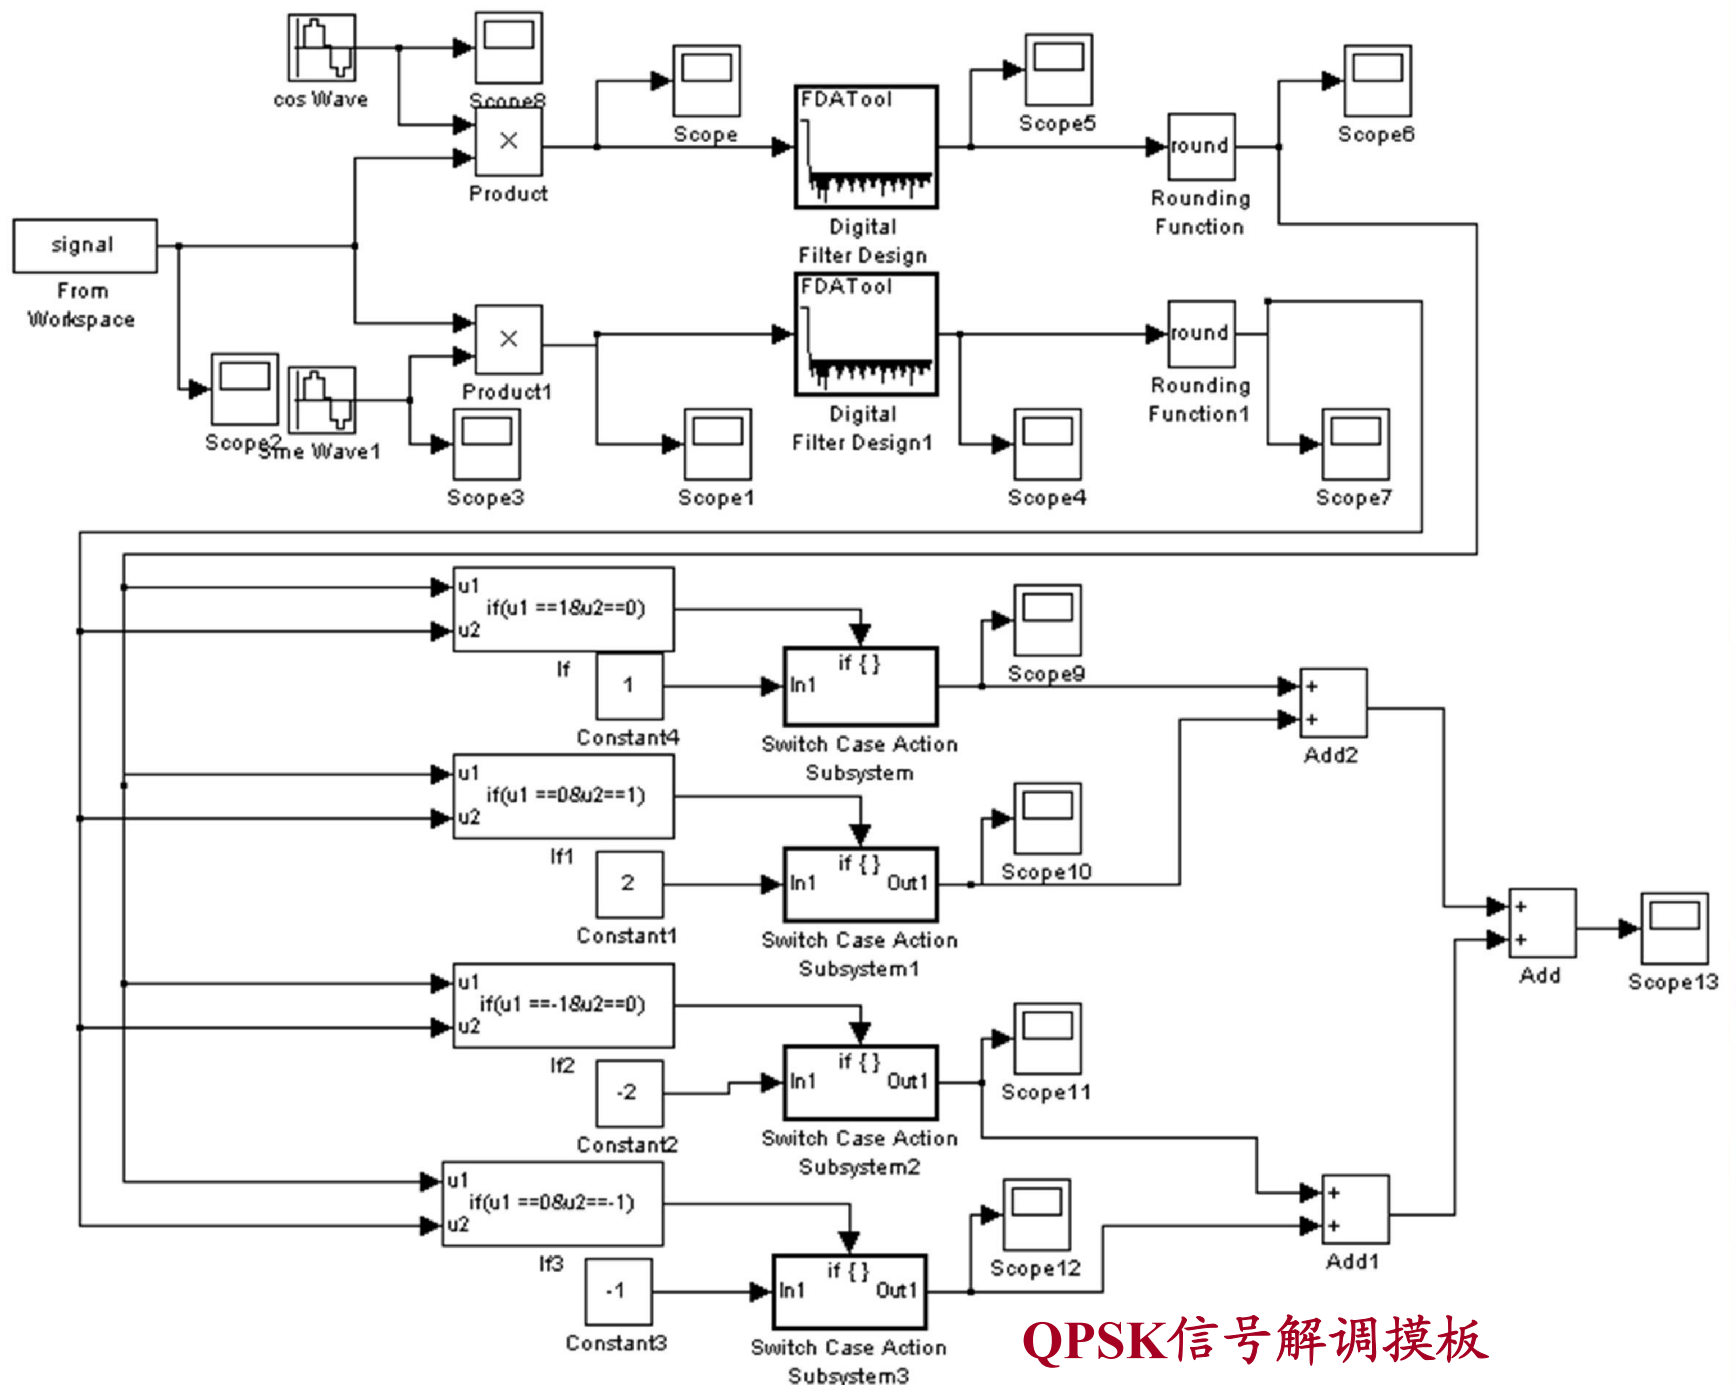 cos Wave
Scope8
Scope
FDATool
Scope5
round
Scope6
×
Product
Digital
Filter Design
Rounding
Function
signal
From
Workspace
×
Product1
FDATool
Digital
Filter Design1
round
Rounding
Function1
Scope2
Sine Wave1
Scope3
Scope1
Scope4
Scope7
u1
if(u1 ==1&u2==0)
u2
If
1
Constant4
if { }
In1
Switch Case Action
Subsystem
Scope9
+
+
Add2
u1
if(u1 ==0&u2==1)
u2
If1
2
Constant1
if { }
In1
Out1
Switch Case Action
Subsystem1
Scope10
+
+
Add
Scope13
u1
if(u1 ==-1&u2==0)
u2
If2
-2
Constant2
if { }
In1
Out1
Switch Case Action
Subsystem2
Scope11
u1
if(u1 ==0&u2==-1)
u2
If3
-1
Constant3
if { }
In1
Out1
Switch Case Action
Subsystem3
Scope12
+
+
Add1
QPSK信号解调摸板